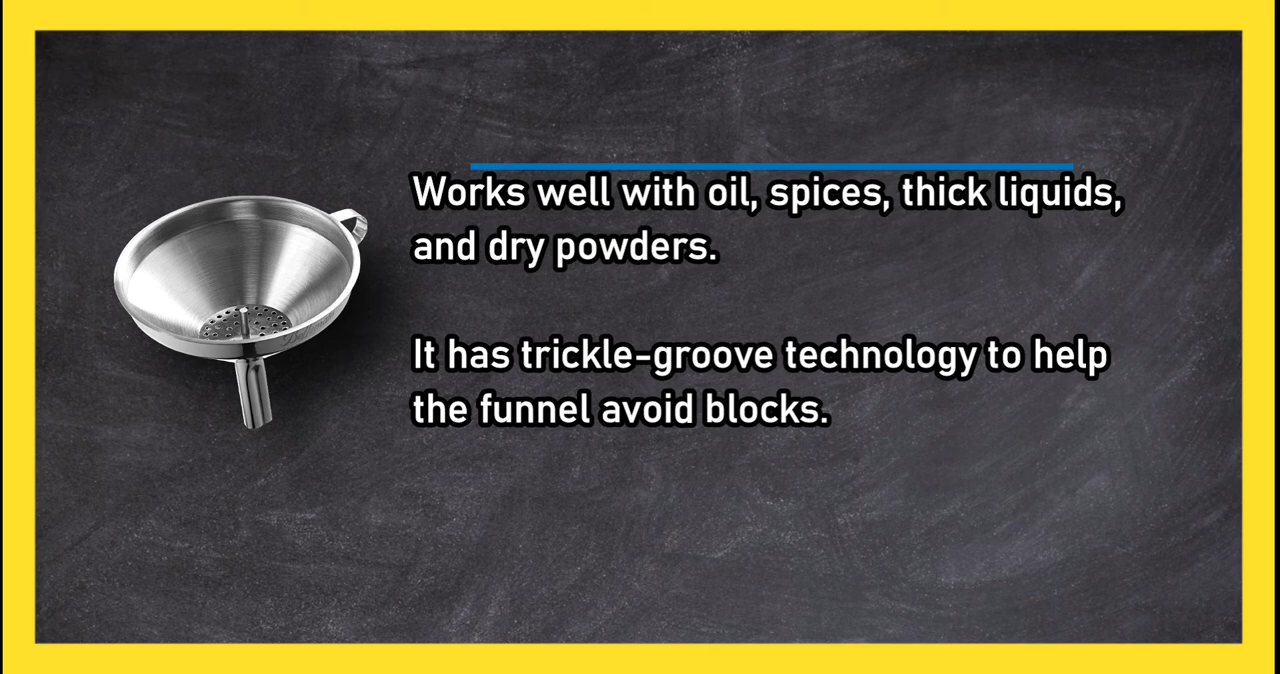 Works well with oil, spices, thick liquids,
and dry powders.
It has trickle-groove technology to help
the funnel avoid blocks.